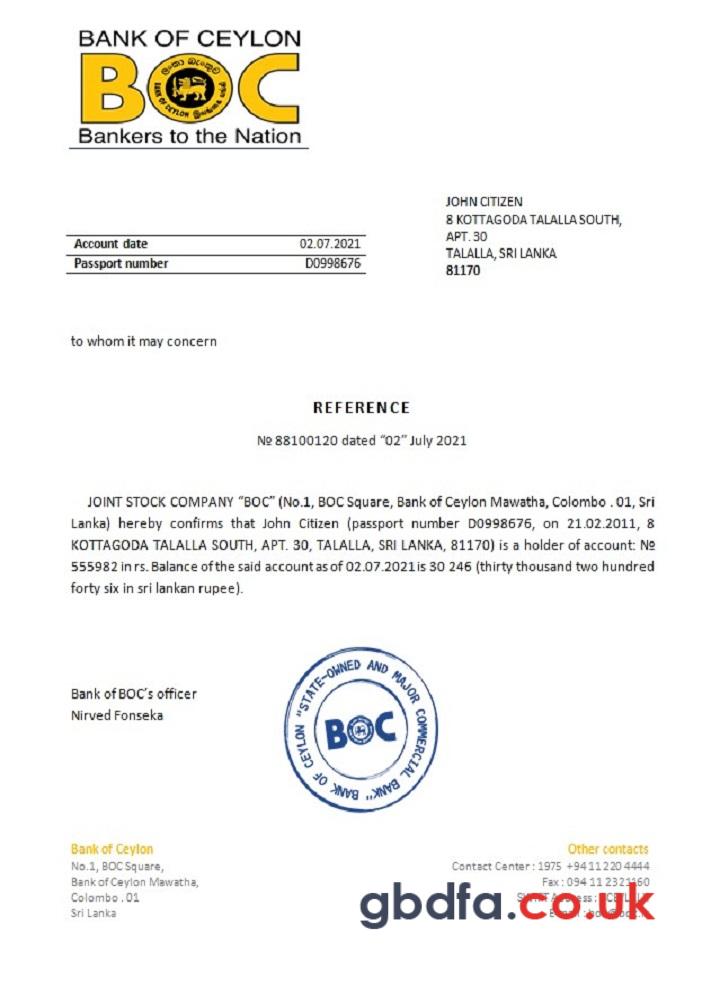 BANK OF CEYLON
BOC
Bankers to the Nation
JOHN CITIZEN
8 KOTTAGODA TALALLA SOUTH,
APT. 30
TALALLA, SRI LANKA
81170
Account date 02.07.2021
Passport number D0998676
to whom it may concern
REFERENCE
№ 88100120 dated “02” July 2021
JOINT STOCK COMPANY “BOC” (No.1, BOC Square, Bank of Ceylon Mawatha, Colombo . 01, Sri
Lanka) hereby confirms that John Citizen (passport number D0998676, on 21.02.2011, 8
KOTTAGODA TALALLA SOUTH, APT. 30, TALALLA, SRI LANKA, 81170) is a holder of account: №
555982 in rs. Balance of the said account as of 02.07.2021 is 30 246 (thirty thousand two hundred
forty six in sri lankan rupee).
Bank of BOC´s officer
Nirved Fonseka
BANK OF CEYLON "STATE-OWNED AND MAJOR COMMERCIAL BANK"
BOC
Bank of Ceylon
No.1, BOC Square,
Bank of Ceylon Mawatha,
Colombo . 01
Sri Lanka
Other contacts
Contact Center : 1975 +94 11 220 4444
Fax : 094 11 2321160
gbdfa.co.uk